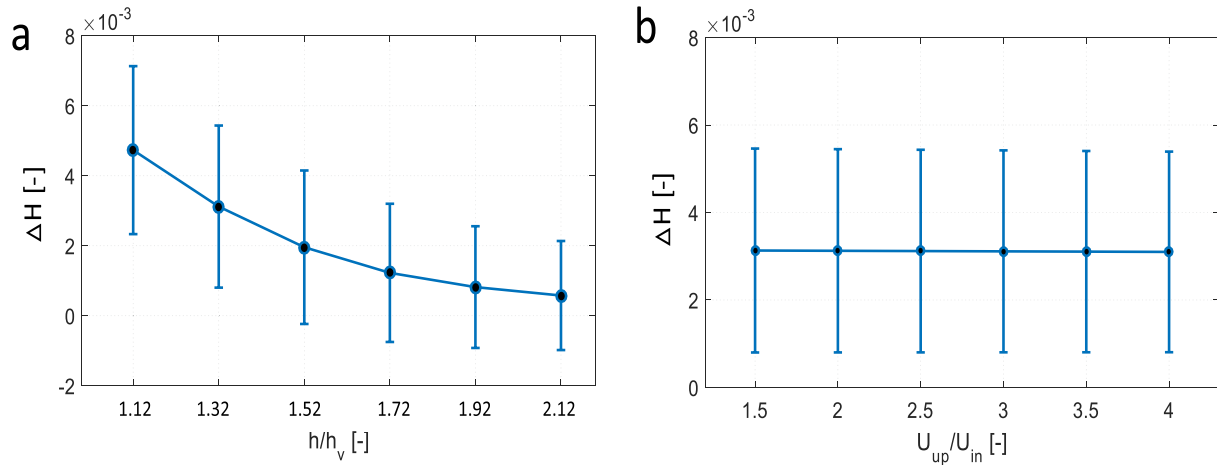 a
×10⁻³
8
6
4
2
0
-2
ΔH [-]
1.12 1.32 1.52 1.72 1.92 2.12
h/hᵥ [-]
b
×10⁻³
8
6
4
2
0
ΔH [-]
1.5 2 2.5 3 3.5 4
U_up/U_in [-]